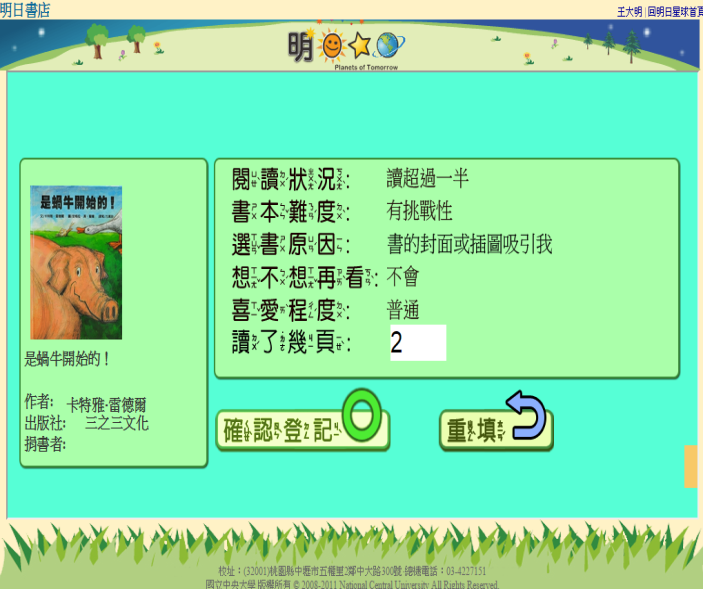 明日書店
王大明 | 回明日星球首頁
明日星球
Planets of Tomorrow
是蝸牛開始的！
是蝸牛開始的！
作者: 卡特雅·雷德爾
出版社: 三之三文化
捐書者:
閱讀狀況: 讀超過一半
書本難度: 有挑戰性
選書原因: 書的封面或插圖吸引我
想不想再看: 不會
喜愛程度: 普通
讀了幾頁: 2
確認登記
重填
校址：(32001)桃園縣中壢市五權里2鄰中大路300號 總機電話：03-4227151
國立中央大學 版權所有 © 2008-2011 National Central University All Rights Reserved.